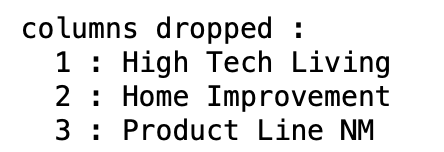 columns dropped :
1 : High Tech Living
2 : Home Improvement
3 : Product Line NM